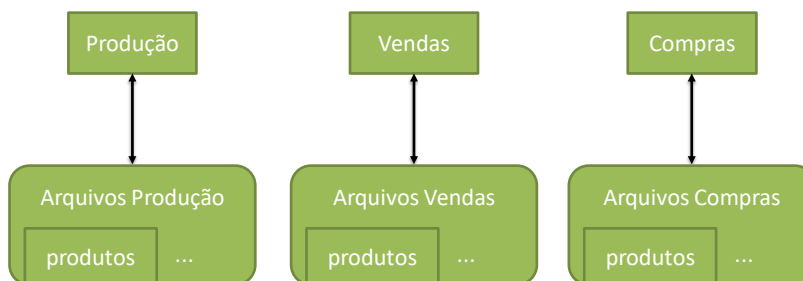 Produção
Vendas
Compras
Arquivos Produção
Arquivos Vendas
Arquivos Compras
produtos ...
produtos ...
produtos ...